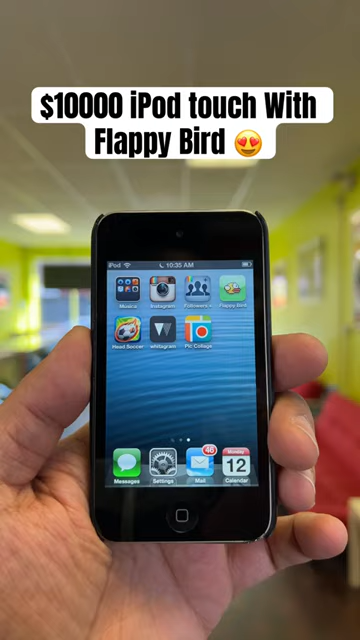 $10000 iPod touch With
Flappy Bird 😍
iPod 10:35 AM
Musica Instagram Followers + Flappy Bird
Head Soccer whitagram Pic Collage
46 Monday
12
Messages Settings Mail Calendar